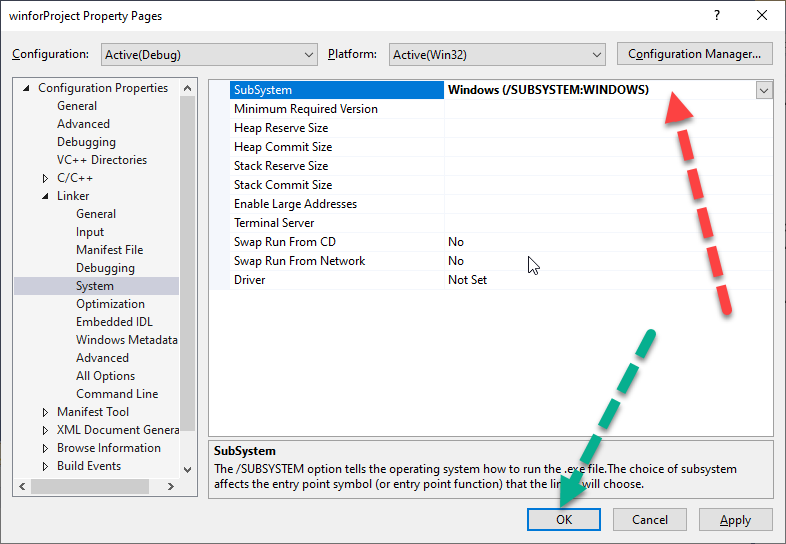 winforProject Property Pages
Configuration: Active(Debug) Platform: Active(Win32) Configuration Manager...
Configuration Properties
General
Advanced
Debugging
VC++ Directories
C/C++
Linker
General
Input
Manifest File
Debugging
System
Optimization
Embedded IDL
Windows Metadata
Advanced
All Options
Command Line
Manifest Tool
XML Document Genera
Browse Information
Build Events
SubSystem Windows (/SUBSYSTEM:WINDOWS)
Minimum Required Version
Heap Reserve Size
Heap Commit Size
Stack Reserve Size
Stack Commit Size
Enable Large Addresses
Terminal Server
Swap Run From CD No
Swap Run From Network No
Driver Not Set
SubSystem
The /SUBSYSTEM option tells the operating system how to run the .exe file.The choice of subsystem
affects the entry point symbol (or entry point function) that the will choose.
OK Cancel Apply